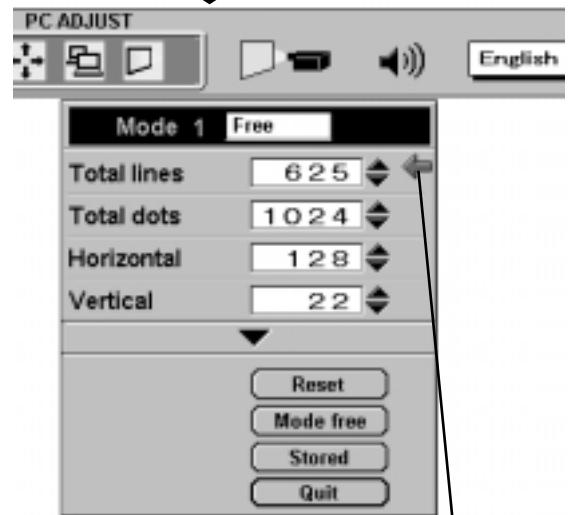 PC ADJUST
English
Mode 1 Free
Total lines 625
Total dots 1024
Horizontal 128
Vertical 22
Reset
Mode free
Stored
Quit